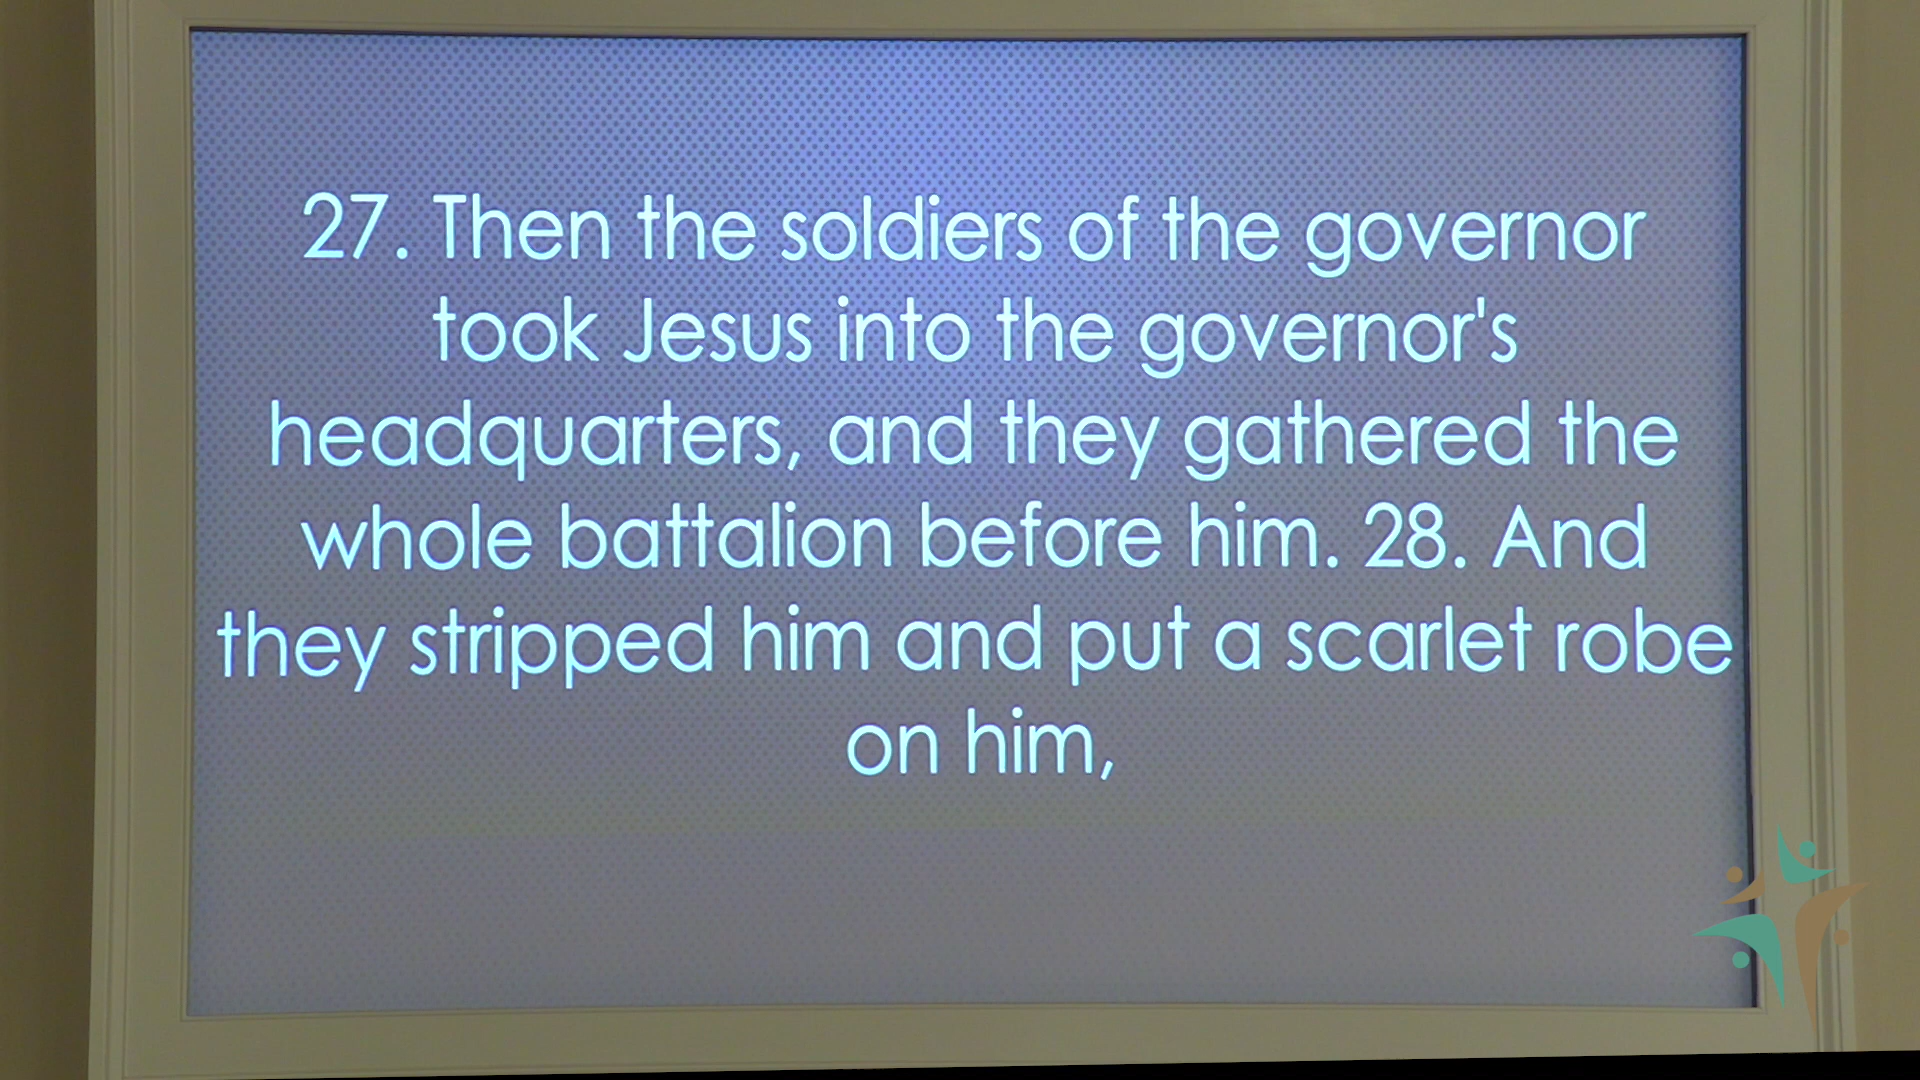 27. Then the soldiers of the governor
took Jesus into the governor's
headquarters, and they gathered the
whole battalion before him. 28. And
they stripped him and put a scarlet robe
on him,